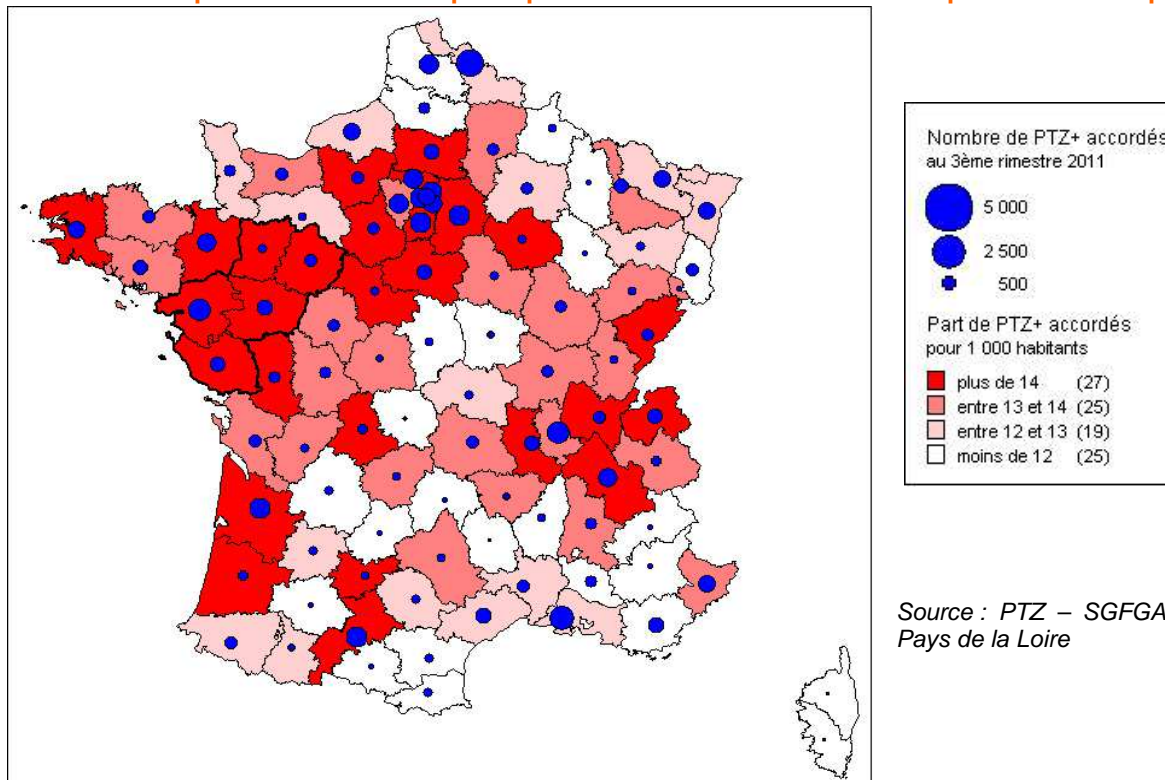 Nombre de PTZ+ accordés
au 3ème rimestre 2011
5 000
2 500
500
Part de PTZ+ accordés
pour 1 000 habitants
plus de 14 (27)
entre 13 et 14 (25)
entre 12 et 13 (19)
moins de 12 (25)
Source : PTZ – SGFGA
Pays de la Loire